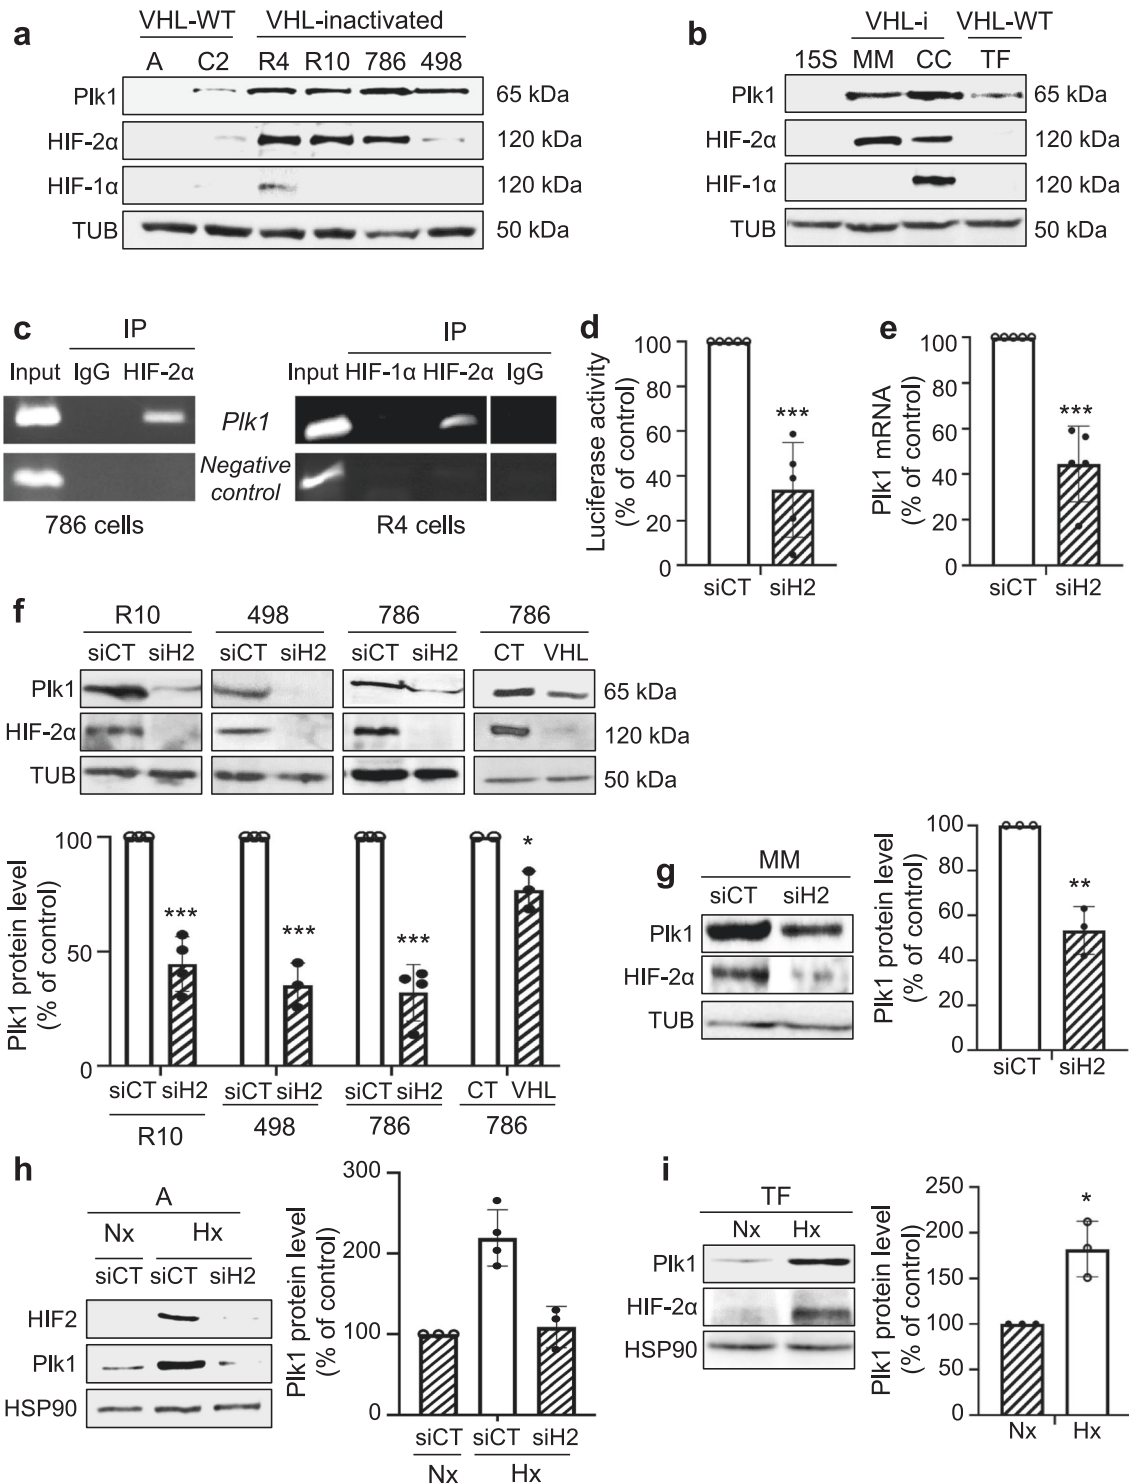 a
VHL-WT VHL-inactivated
A C2 R4 R10 786 498
Plk1 65 kDa
HIF-2α 120 kDa
HIF-1α 120 kDa
TUB 50 kDa
b
VHL-i VHL-WT
15S MM CC TF
Plk1 65 kDa
HIF-2α 120 kDa
HIF-1α 120 kDa
TUB 50 kDa
c
IP
Input IgG HIF-2α
IP
Input HIF-1α HIF-2α IgG
Plk1
Negative
control
786 cells
R4 cells
d
Luciferase activity
(% of control)
100
80
60
40
20
0
***
siCT siH2
e
Plk1 mRNA
(% of control)
100
80
60
40
20
0
***
siCT siH2
f
R10 498 786 786
siCT siH2 siCT siH2 siCT siH2 CT VHL
Plk1 65 kDa
HIF-2α 120 kDa
TUB 50 kDa
Plk1 protein level
(% of control)
100
50
0
*** *** *** *
siCT siH2 siCT siH2 siCT siH2 CT VHL
R10 498 786 786
g
MM
siCT siH2
Plk1
HIF-2α
TUB
Plk1 protein level
(% of control)
100
80
60
40
20
0
**
siCT siH2
h
A
Nx Hx
siCT siCT siH2
HIF2
Plk1
HSP90
Plk1 protein level
(% of control)
300
200
100
0
siCT siCT siH2
Nx Hx
i
TF
Nx Hx
Plk1
HIF-2α
HSP90
Plk1 protein level
(% of control)
250
200
150
100
50
0
*
Nx Hx